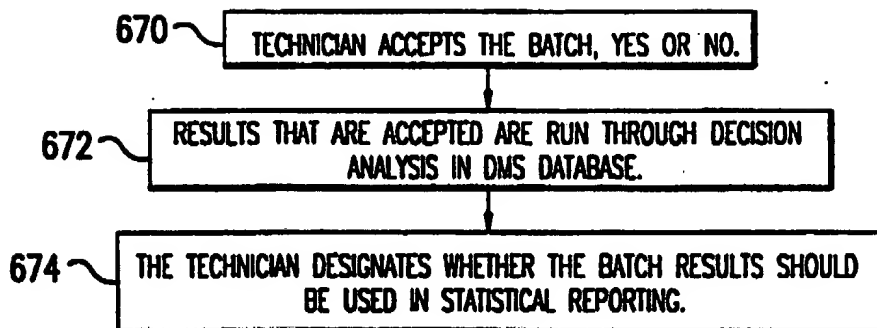 670
TECHNICIAN ACCEPTS THE BATCH, YES OR NO.
672
RESULTS THAT ARE ACCEPTED ARE RUN THROUGH DECISION
ANALYSIS IN DMS DATABASE.
674
THE TECHNICIAN DESIGNATES WHETHER THE BATCH RESULTS SHOULD
BE USED IN STATISTICAL REPORTING.